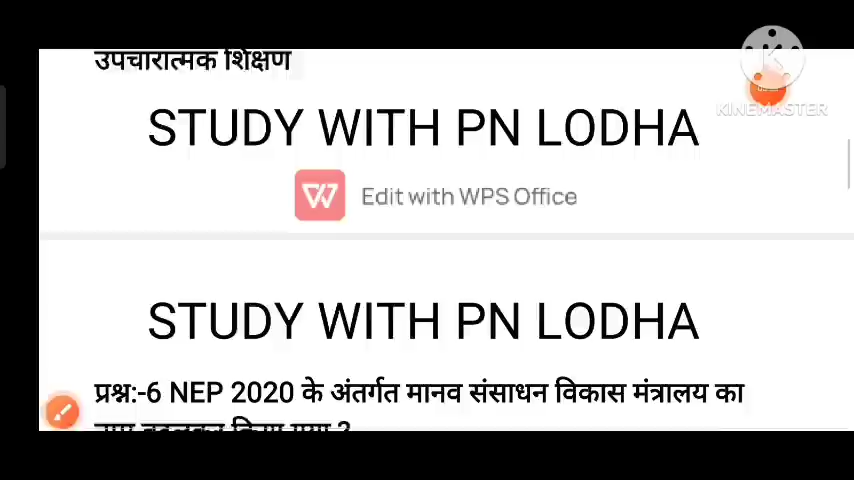 उपचारात्मक शिक्षण
KINEMASTER
STUDY WITH PN LODHA
Edit with WPS Office
STUDY WITH PN LODHA
प्रश्न:-6 NEP 2020 के अंतर्गत मानव संसाधन विकास मंत्रालय का